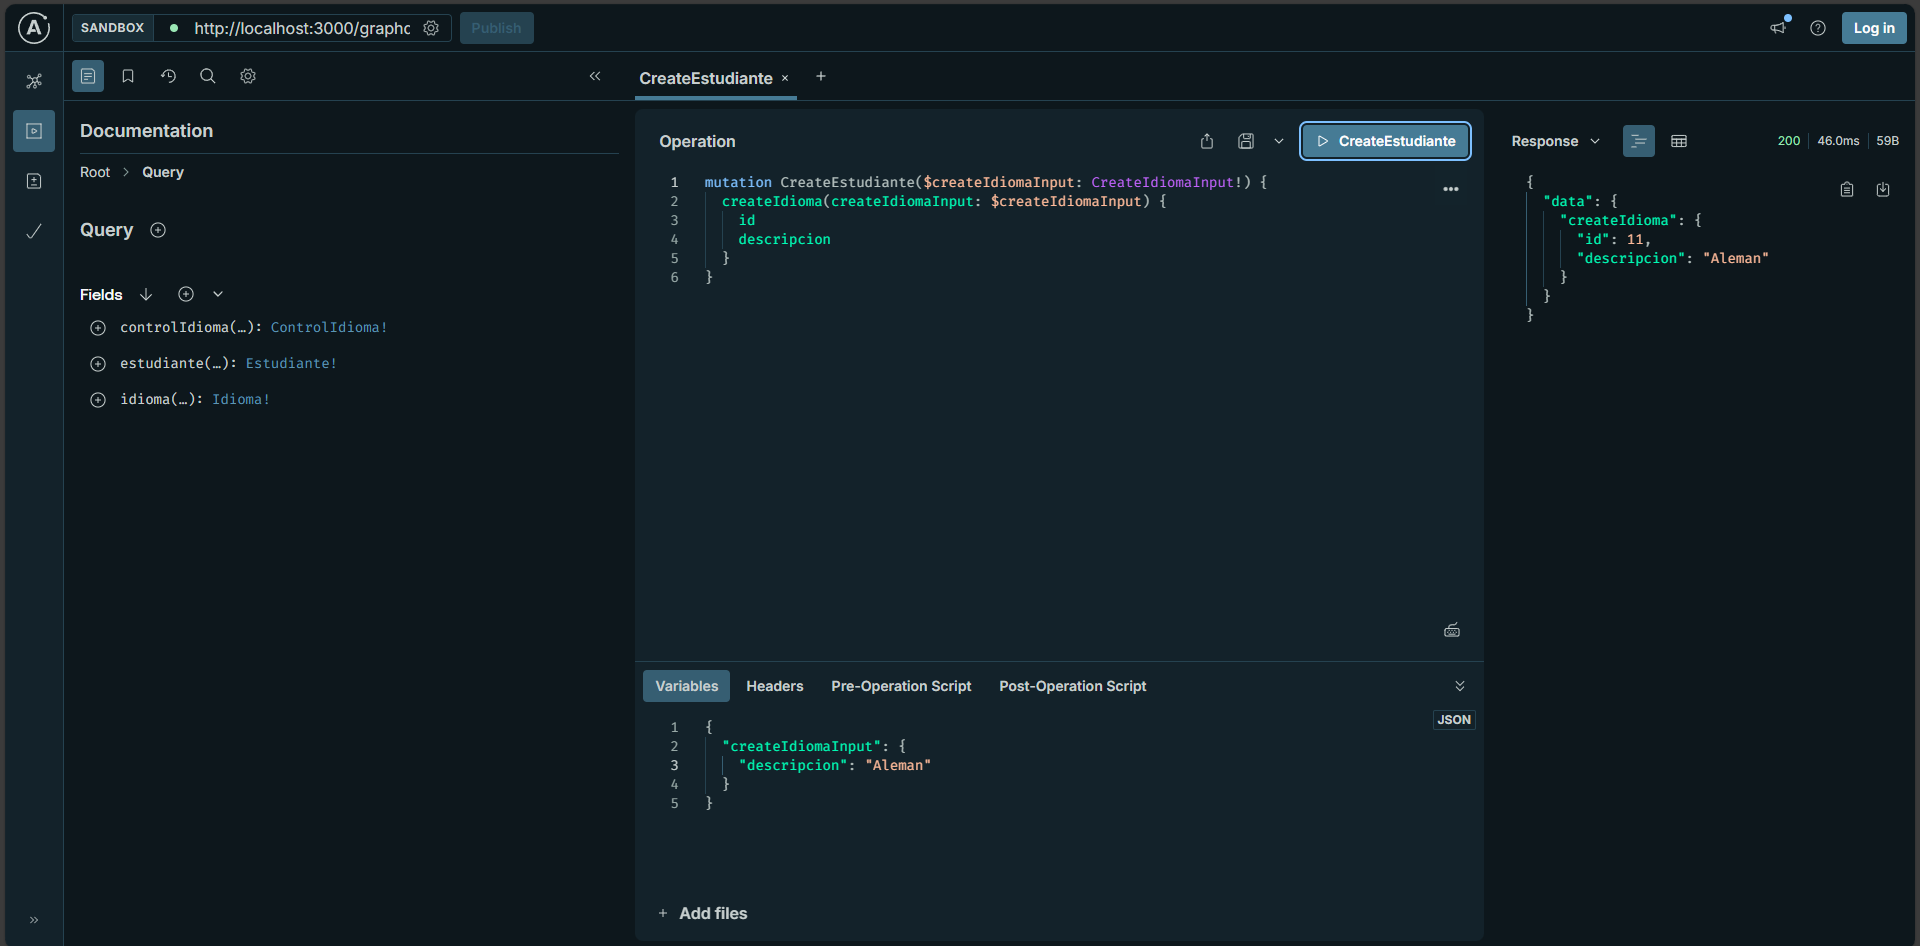 SANDBOX
http://localhost:3000/graphc
Publish
Log in
Documentation
Root > Query
Query
Fields
controlIdioma(…): ControlIdioma!
estudiante(…): Estudiante!
idioma(…): Idioma!
CreateEstudiante ×
Operation
CreateEstudiante
1 mutation CreateEstudiante($createIdiomaInput: CreateIdiomaInput!) {
2 createIdioma(createIdiomaInput: $createIdiomaInput) {
3 id
4 descripcion
5 }
6 }
Variables Headers Pre-Operation Script Post-Operation Script
JSON
1 {
2 "createIdiomaInput": {
3 "descripcion": "Aleman"
4 }
5 }
+ Add files
Response
200 46.0ms 59B
{
"data": {
"createIdioma": {
"id": 11,
"descripcion": "Aleman"
}
}
}